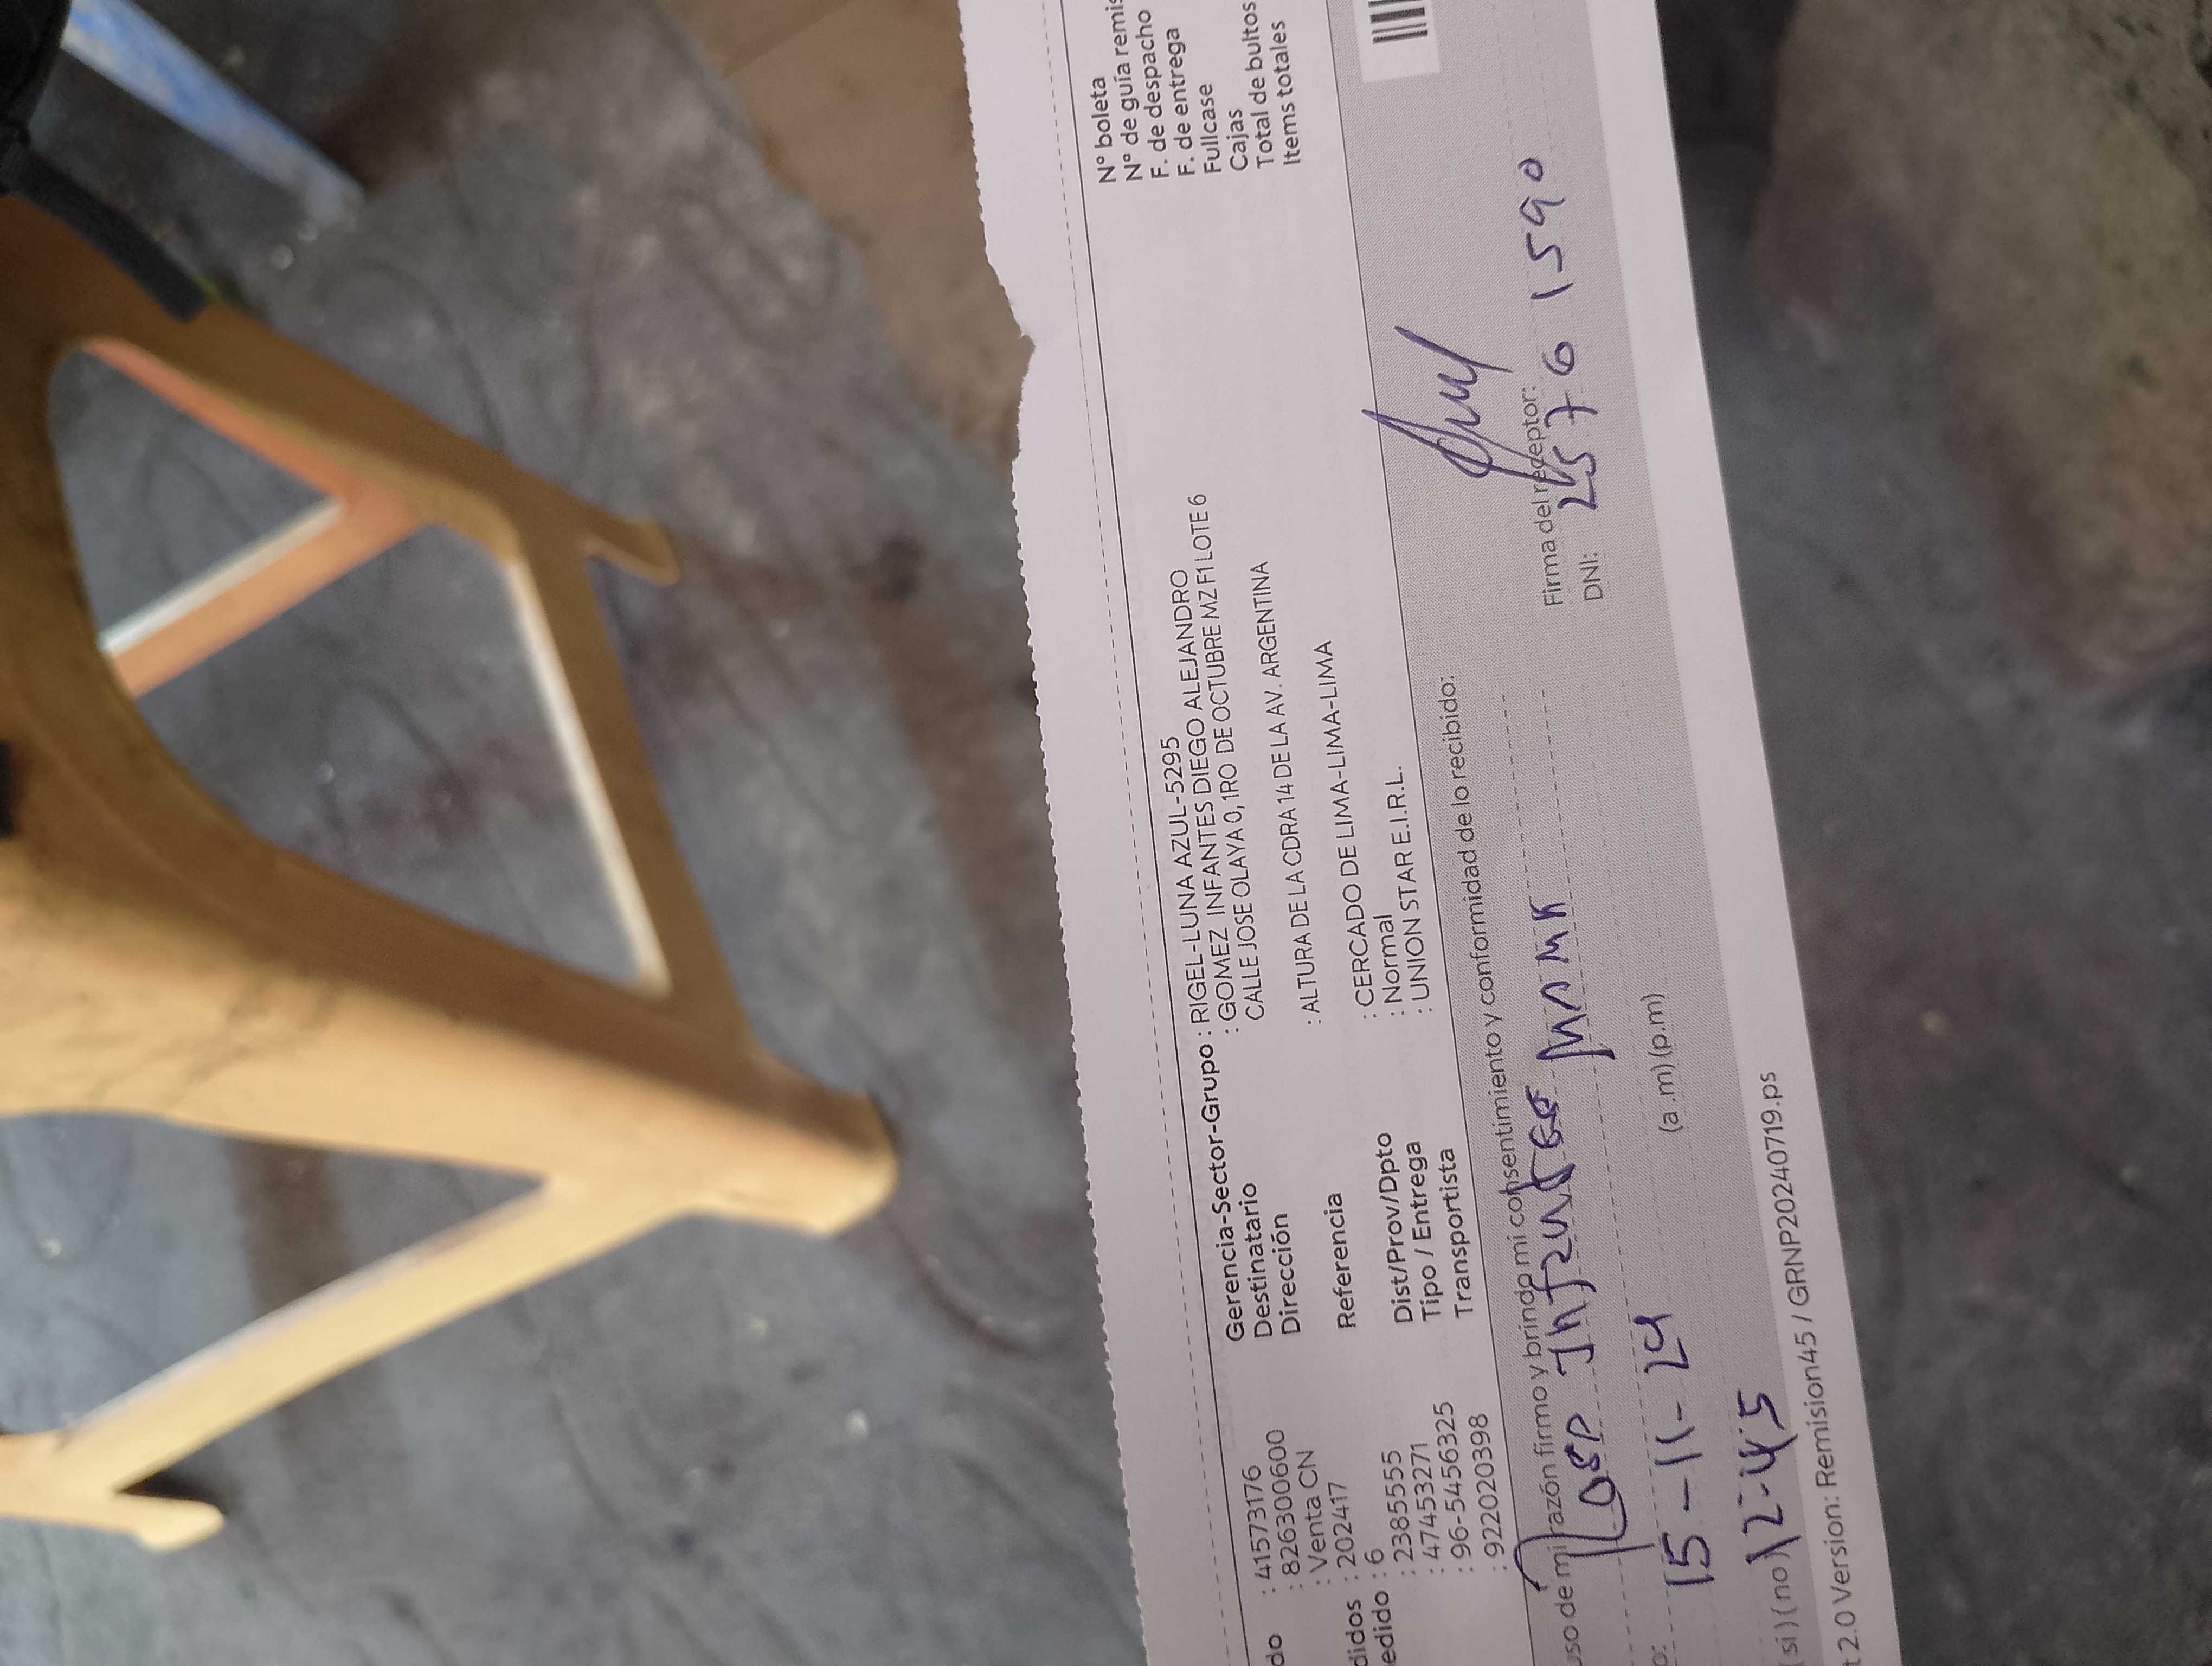 do : 41573176
: 8263000600
: Venta CN
didos : 202417
edido : 6
: 2385555
: 47453271
: 96-5456325
: 922020398
Gerencia-Sector-Grupo : RIGEL-LUNA AZUL-5295
Destinatario : GOMEZ INFANTES DIEGO ALEJANDRO
Dirección CALLE JOSE OLAYA 0, 1RO DE OCTUBRE MZ F1 LOTE 6
Referencia : ALTURA DE LA CDRA 14 DE LA AV. ARGENTINA
Dist/Prov/Dpto : CERCADO DE LIMA-LIMA-LIMA
Tipo / Entrega : Normal
Transportista : UNION STAR E.I.R.L.
N° boleta
N° de guía remis
F. de despacho
F. de entrega
Fullcase
Cajas
Total de bultos
Items totales
uso de mi razón firmo y brindo mi consentimiento y conformidad de lo recibido:
Rosa Infantes
o: 15-11-24
(a.m) (p.m)
(si) (no) 12-45
Firma del receptor:
DNI: 25761590
t 2.0 Version: Remision45 / GRNP20240719.ps